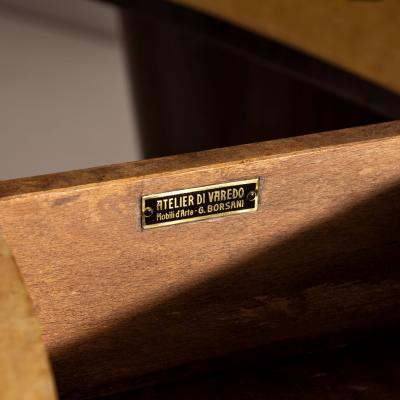 ATELIER DI VAREDO
Mobili d'Arte - G. BORSANI